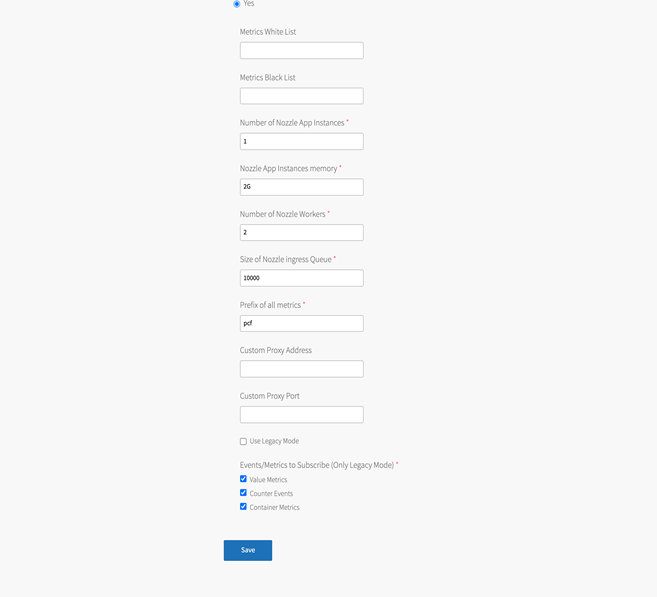 Yes
Metrics White List
Metrics Black List
Number of Nozzle App Instances *
1
Nozzle App Instances memory *
2G
Number of Nozzle Workers *
2
Size of Nozzle ingress Queue *
10000
Prefix of all metrics *
pcf
Custom Proxy Address
Custom Proxy Port
Use Legacy Mode
Events/Metrics to Subscribe (Only Legacy Mode) *
Value Metrics
Counter Events
Container Metrics
Save